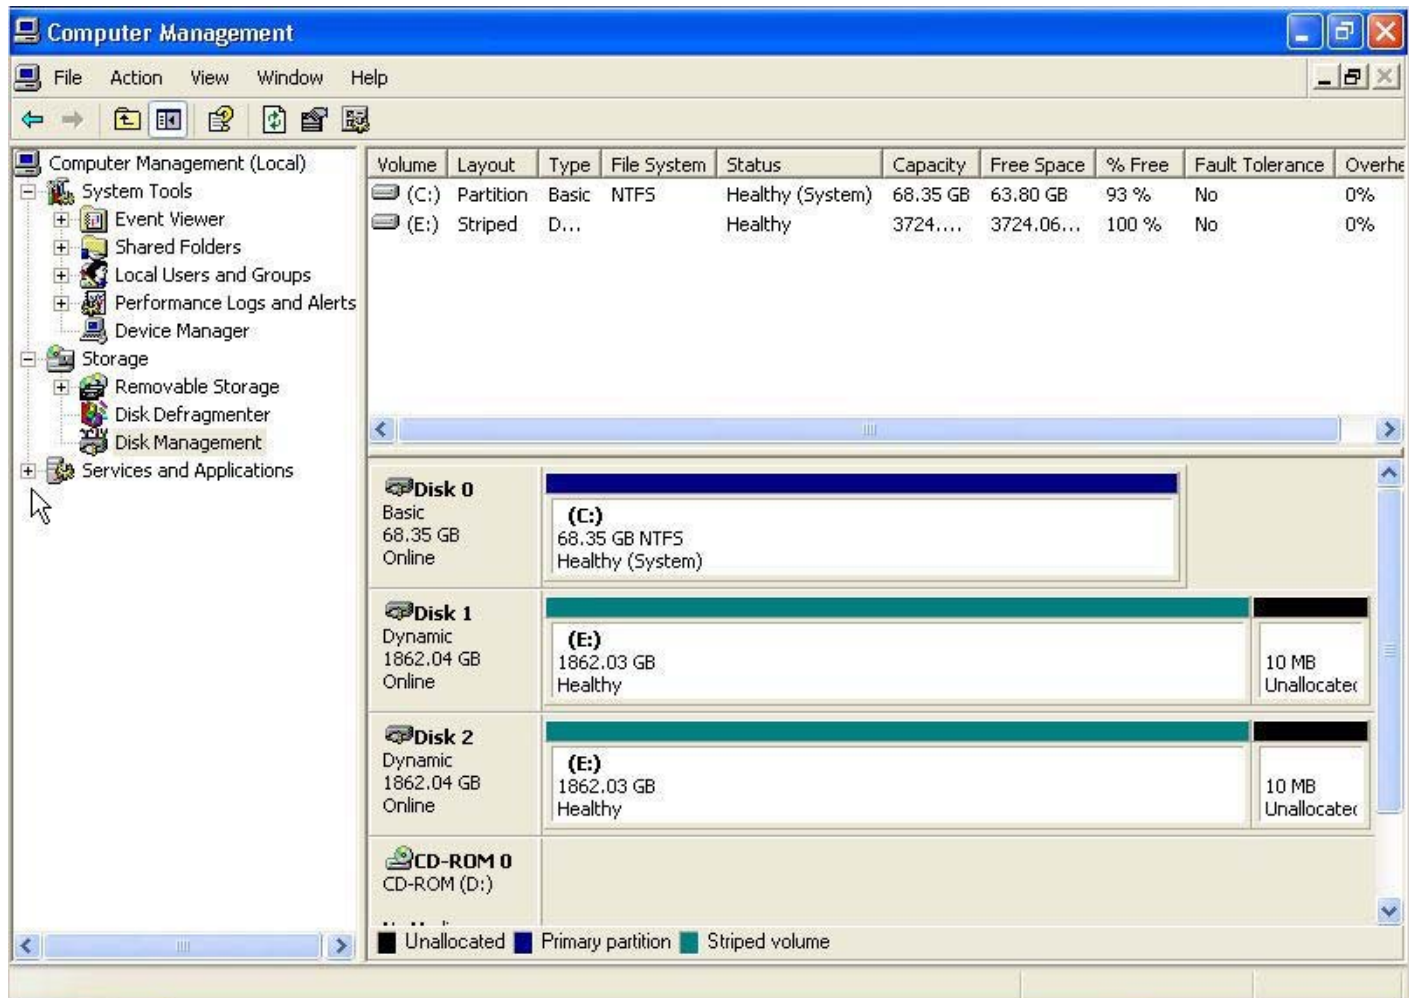 Computer Management
File Action View Window Help
Computer Management (Local)
System Tools
Event Viewer
Shared Folders
Local Users and Groups
Performance Logs and Alerts
Device Manager
Storage
Removable Storage
Disk Defragmenter
Disk Management
Services and Applications
Volume Layout Type File System Status Capacity Free Space % Free Fault Tolerance Overhe
(C:) Partition Basic NTFS Healthy (System) 68.35 GB 63.80 GB 93 % No 0%
(E:) Striped D... Healthy 3724.... 3724.06... 100 % No 0%
Disk 0
Basic
68.35 GB
Online
(C:)
68.35 GB NTFS
Healthy (System)
Disk 1
Dynamic
1862.04 GB
Online
(E:)
1862.03 GB
Healthy
10 MB
Unallocated
Disk 2
Dynamic
1862.04 GB
Online
(E:)
1862.03 GB
Healthy
10 MB
Unallocated
CD-ROM 0
CD-ROM (D:)
Unallocated Primary partition Striped volume